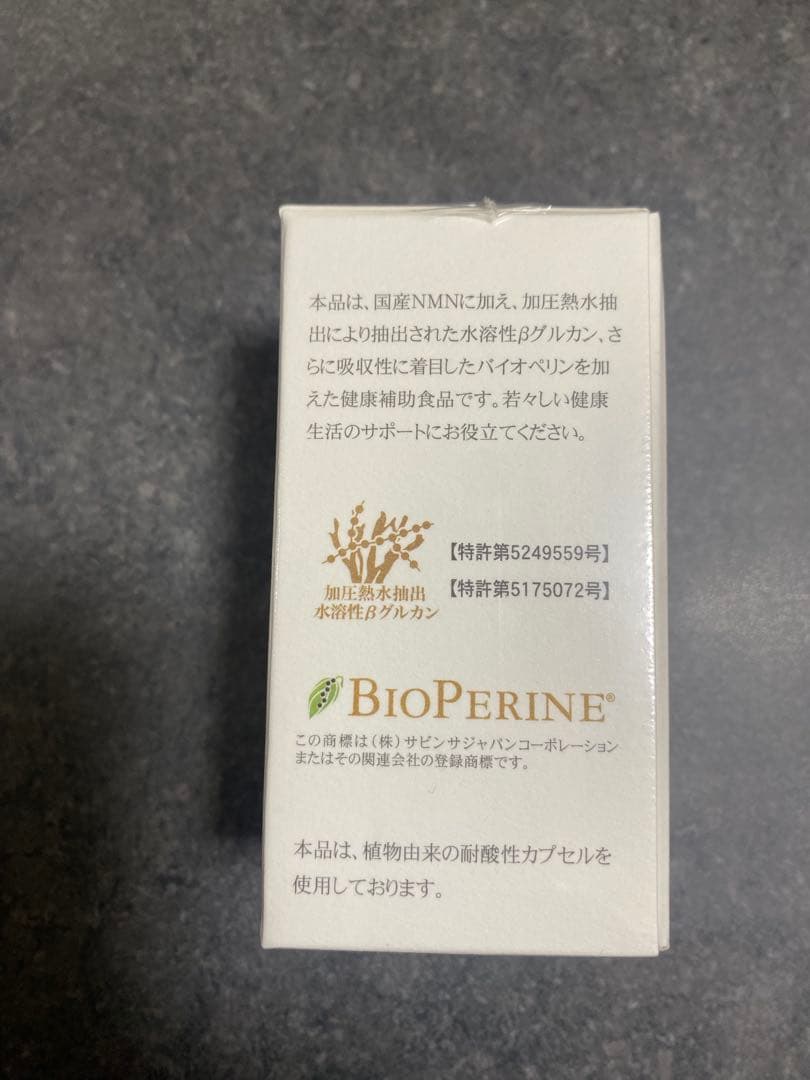 本品は、国産NMNに加え、加圧熱水抽
出により抽出された水溶性βグルカン、さ
らに吸収性に着目したバイオペリンを加
えた健康補助食品です。若々しい健康
生活のサポートにお役立てください。
加圧熱水抽出
水溶性βグルカン
【特許第5249559号】
【特許第5175072号】
BIOPERINE®
この商標は(株)サビンサジャパンコーポレーション
またはその関連会社の登録商標です。
本品は、植物由来の耐酸性カプセルを
使用しております。